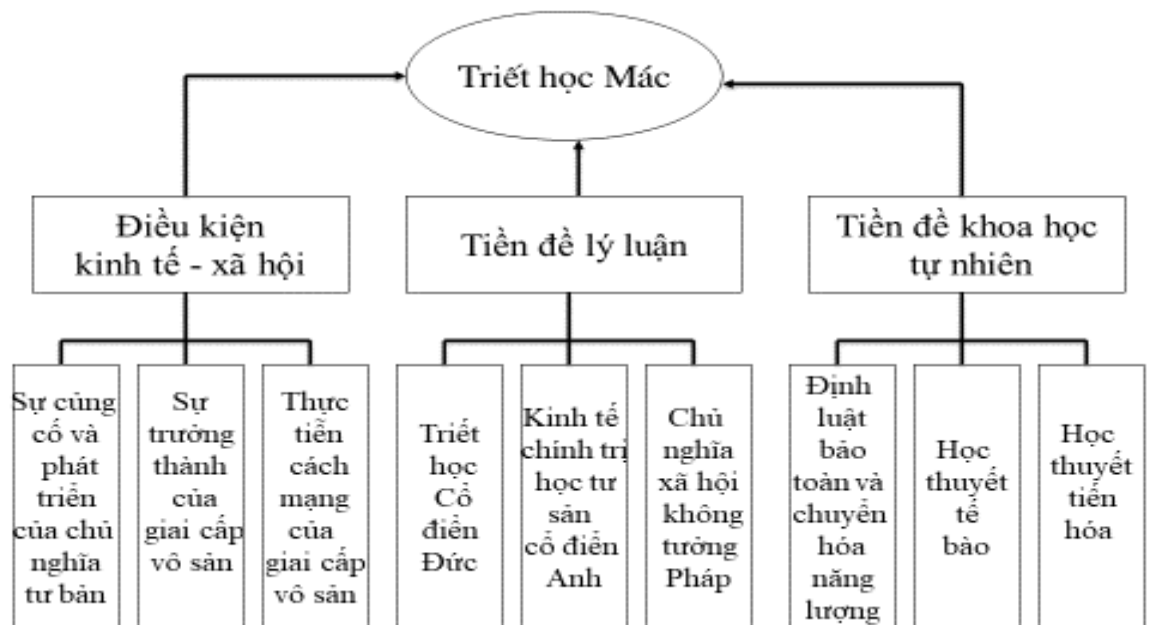 Triết học Mác
Điều kiện
kinh tế - xã hội
Tiền đề lý luận
Tiền đề khoa học
tự nhiên
Sự củng
cố và
phát
triển
của chủ
nghĩa
tư bản
Sự
trưởng
thành
của
giai cấp
vô sản
Thực
tiễn
cách
mạng
của
giai cấp
vô sản
Triết
học
Cổ
điển
Đức
Kinh tế
chính trị
học tư
sản
cổ điển
Anh
Chủ
nghĩa
xã hội
không
tưởng
Pháp
Định
luật
bảo
toàn và
chuyển
hóa
năng
lượng
Học
thuyết
tế
bào
Học
thuyết
tiến
hóa